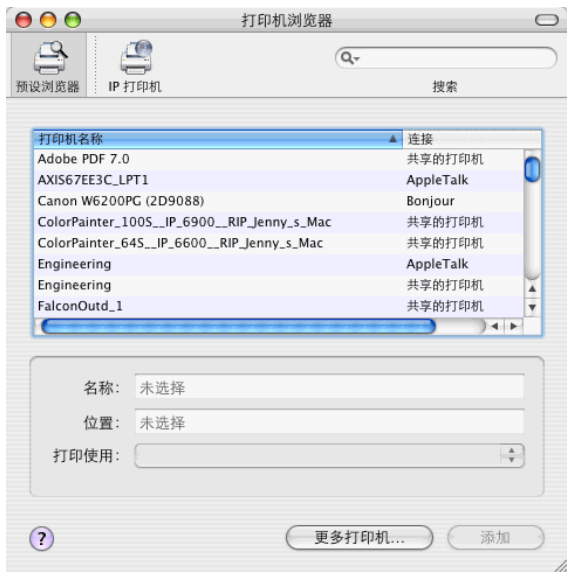 打印机浏览器
预设浏览器 IP 打印机 搜索
打印机名称 连接
Adobe PDF 7.0 共享的打印机
AXIS67EE3C_LPT1 AppleTalk
Canon W6200PG (2D9088) Bonjour
ColorPainter_100S__IP_6900__RIP_Jenny_s_Mac 共享的打印机
ColorPainter_64S__IP_6600__RIP_Jenny_s_Mac 共享的打印机
Engineering AppleTalk
Engineering 共享的打印机
FalconOutd_1 共享的打印机
名称： 未选择
位置： 未选择
打印使用：
? 更多打印机... 添加